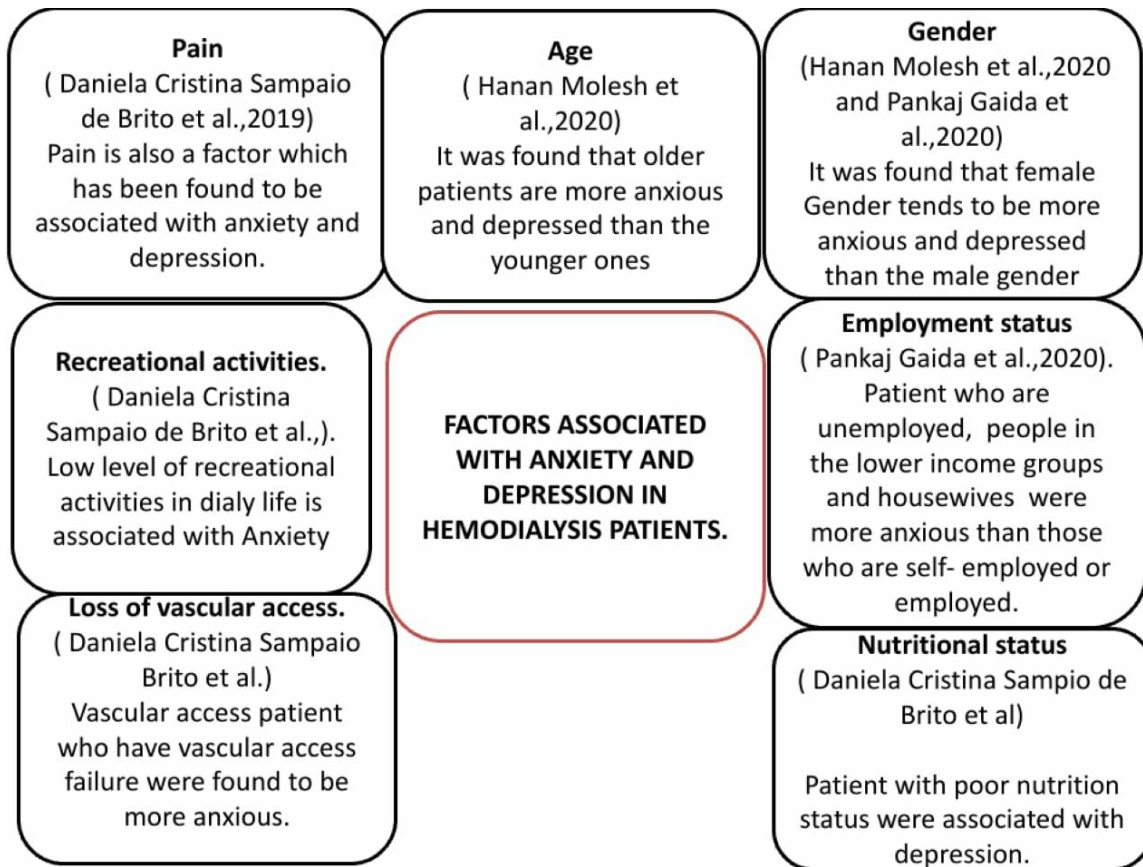 Pain
( Daniela Cristina Sampaio
de Brito et al.,2019)
Pain is also a factor which
has been found to be
associated with anxiety and
depression.
Age
( Hanan Molesh et
al.,2020)
It was found that older
patients are more anxious
and depressed than the
younger ones
Gender
(Hanan Molesh et al.,2020
and Pankaj Gaida et
al.,2020)
It was found that female
Gender tends to be more
anxious and depressed
than the male gender
Recreational activities.
( Daniela Cristina
Sampaio de Brito et al.,).
Low level of recreational
activities in dialy life is
associated with Anxiety
FACTORS ASSOCIATED
WITH ANXIETY AND
DEPRESSION IN
HEMODIALYSIS PATIENTS.
Employment status
( Pankaj Gaida et al.,2020).
Patient who are
unemployed,  people in
the lower income groups
and housewives  were
more anxious than those
who are self- employed or
employed.
Loss of vascular access.
( Daniela Cristina Sampaio
Brito et al.)
Vascular access patient
who have vascular access
failure were found to be
more anxious.
Nutritional status
( Daniela Cristina Sampio de
Brito et al)
Patient with poor nutrition
status were associated with
depression.